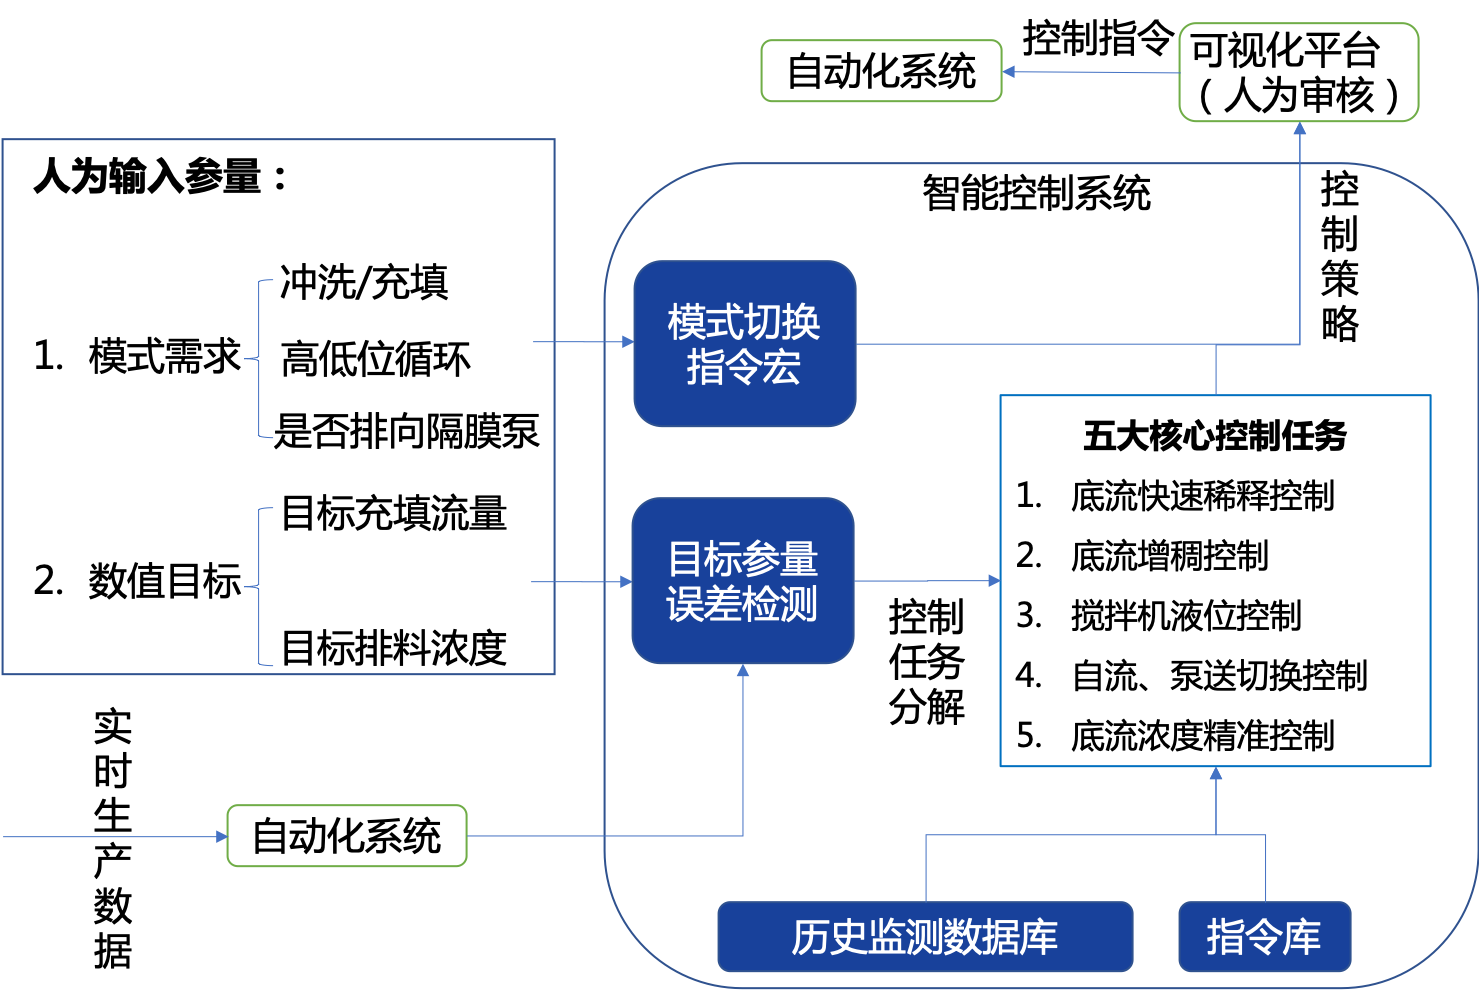 自动化系统
控制指令
可视化平台
（人为审核）
人为输入参量：
1. 模式需求
冲洗/充填
高低位循环
是否排向隔膜泵
2. 数值目标
目标充填流量
目标排料浓度
实时生产数据
自动化系统
智能控制系统
模式切换
指令宏
目标参量
误差检测
控制
任务
分解
控制策略
五大核心控制任务
1. 底流快速稀释控制
2. 底流增稠控制
3. 搅拌机液位控制
4. 自流、泵送切换控制
5. 底流浓度精准控制
历史监测数据库
指令库